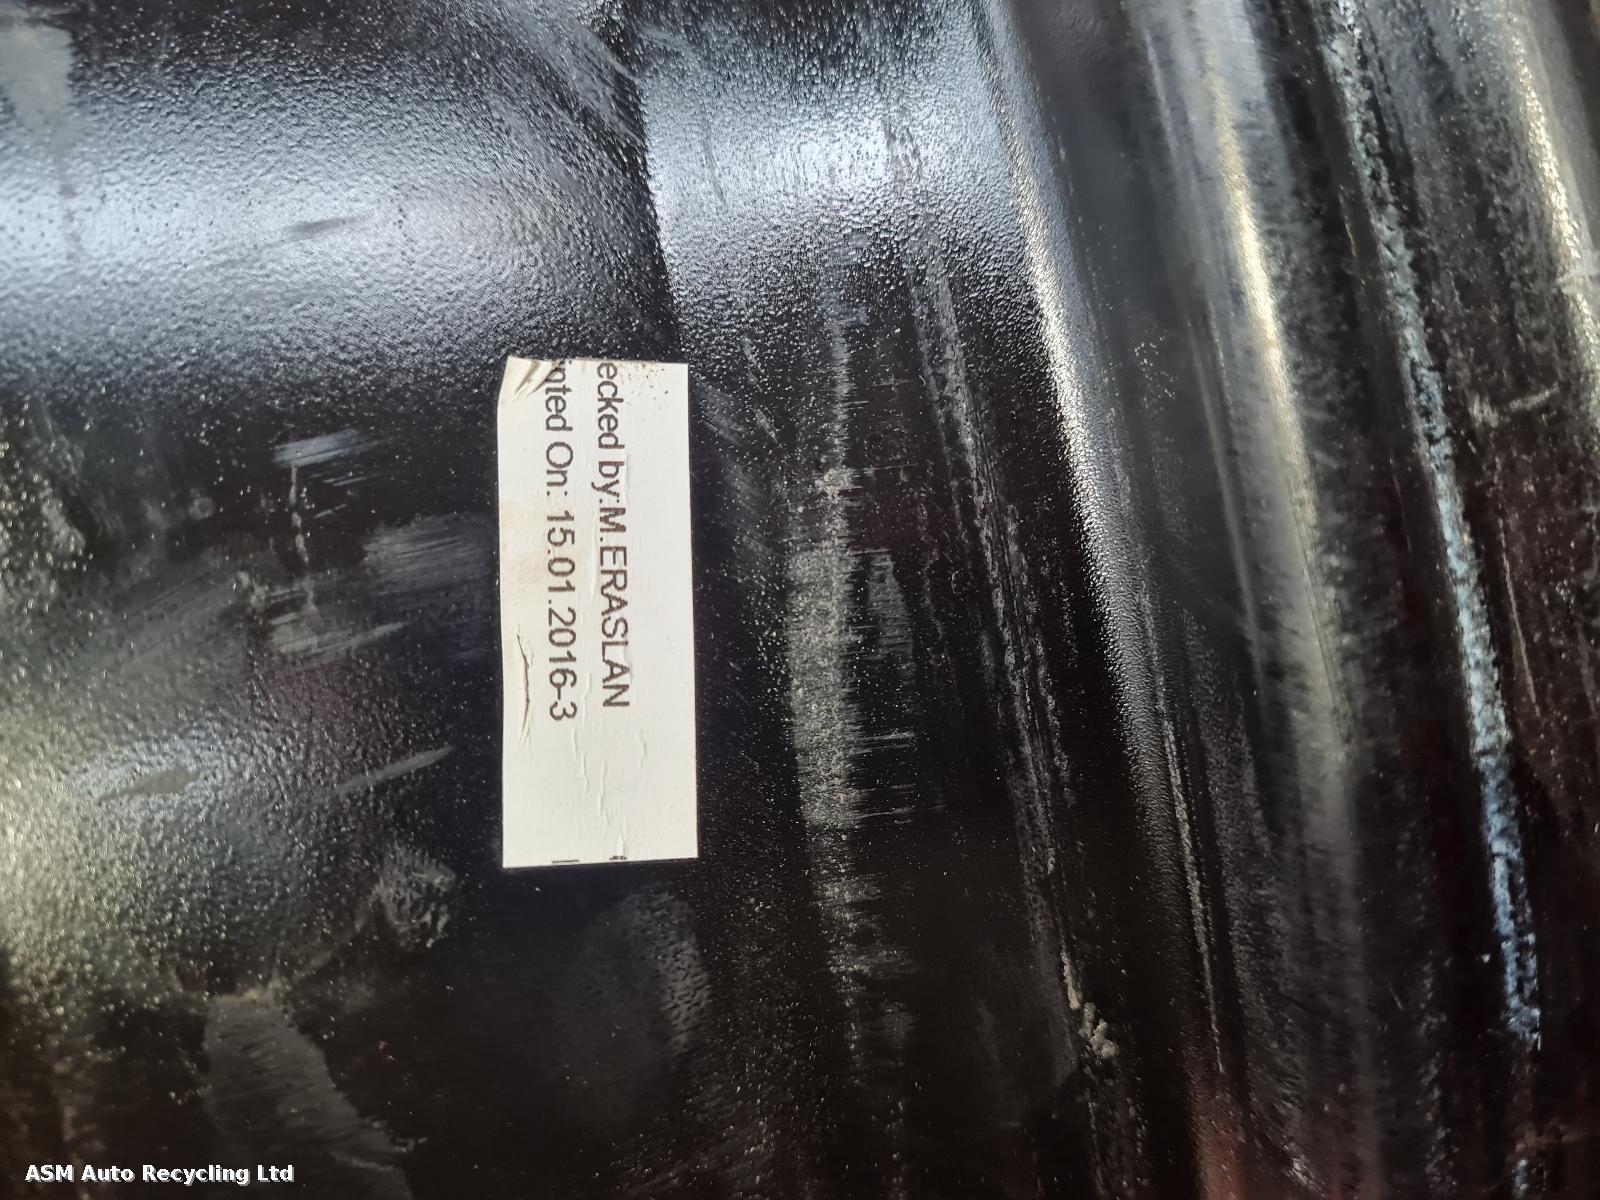 ecked by:M.ERASLAN
nted On: 15.01.2016-3
ASM Auto Recycling Ltd